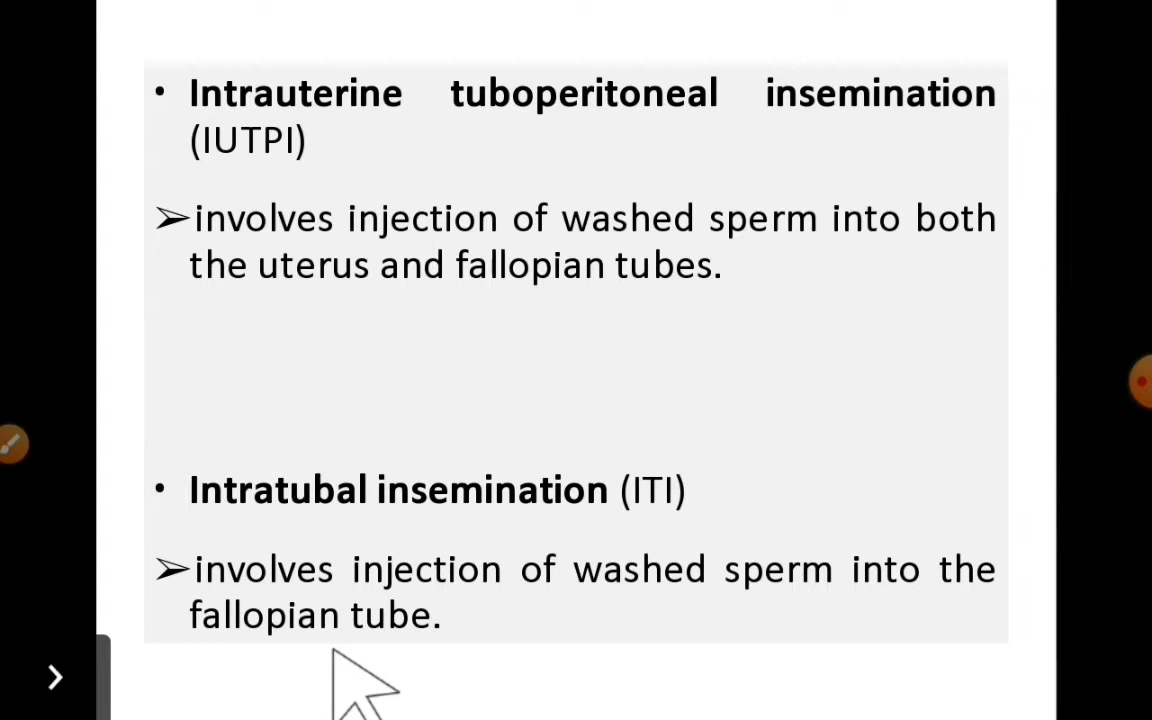 • Intrauterine tuboperitoneal insemination
(IUTPI)
➢involves injection of washed sperm into both
the uterus and fallopian tubes.
• Intratubal insemination (ITI)
➢involves injection of washed sperm into the
fallopian tube.